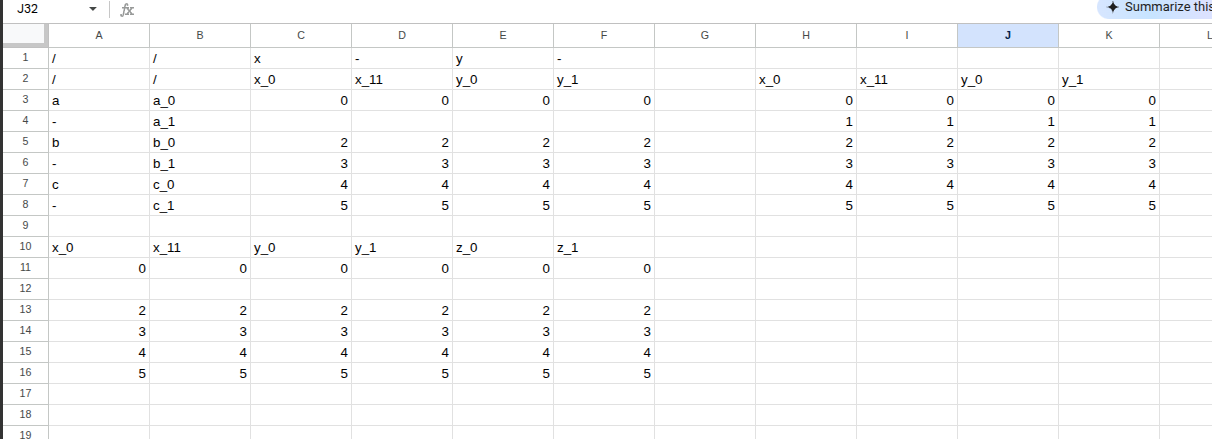 J32 fx Summarize this
A B C D E F G H I J K L
1 / / x - y -
2 / / x_0 x_11 y_0 y_1 x_0 x_11 y_0 y_1
3 a a_0 0 0 0 0 0 0 0 0
4 - a_1 1 1 1 1
5 b b_0 2 2 2 2 2 2 2 2
6 - b_1 3 3 3 3 3 3 3 3
7 c c_0 4 4 4 4 4 4 4 4
8 - c_1 5 5 5 5 5 5 5 5
9
10 x_0 x_11 y_0 y_1 z_0 z_1
11 0 0 0 0 0 0
12
13 2 2 2 2 2 2
14 3 3 3 3 3 3
15 4 4 4 4 4 4
16 5 5 5 5 5 5
17
18
19